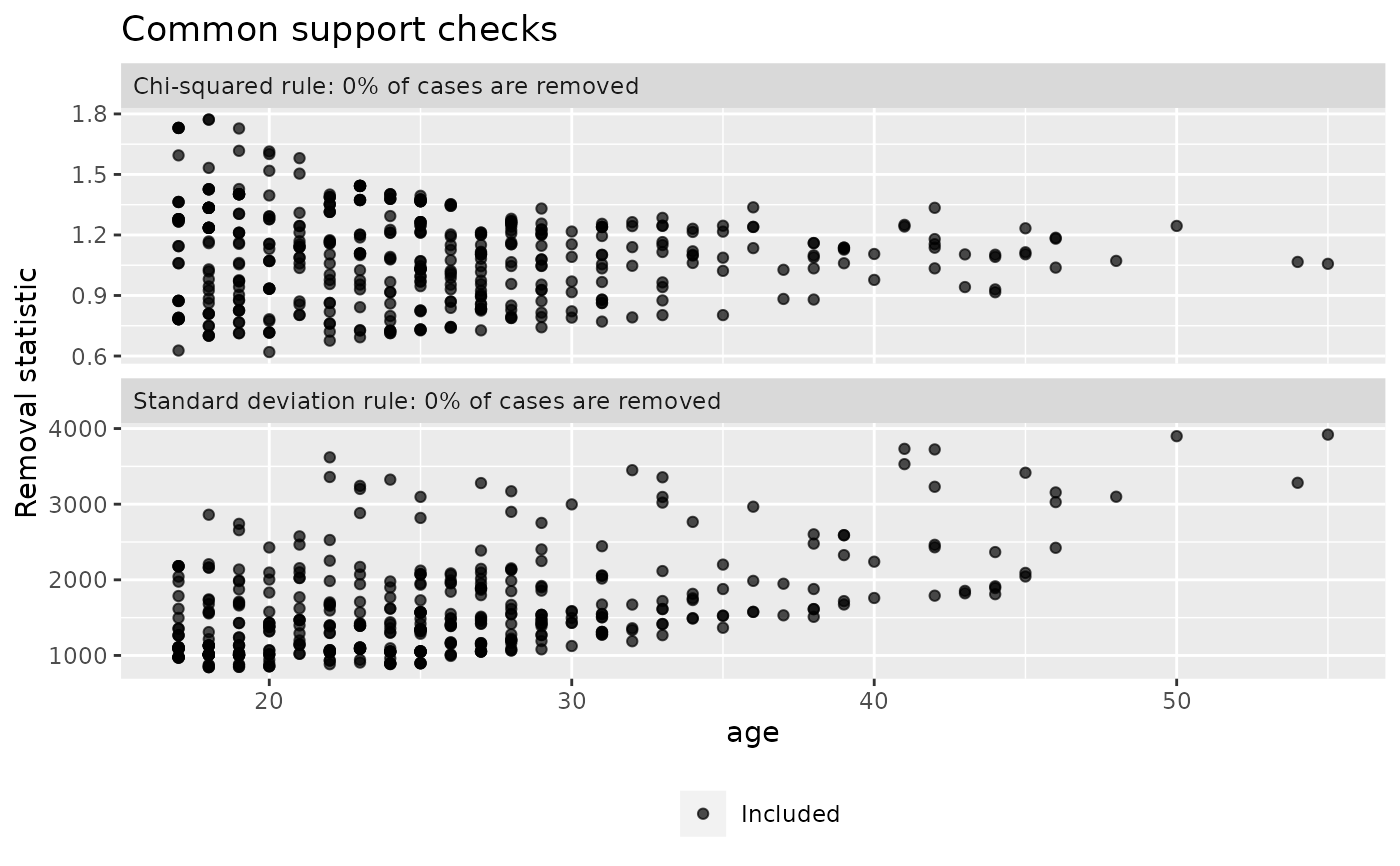 Common support checks
Chi-squared rule: 0% of cases are removed
1.8
1.5
1.2
0.9
0.6
Removal statistic
Standard deviation rule: 0% of cases are removed
4000
3000
2000
1000
20 30 40 50
age
Included